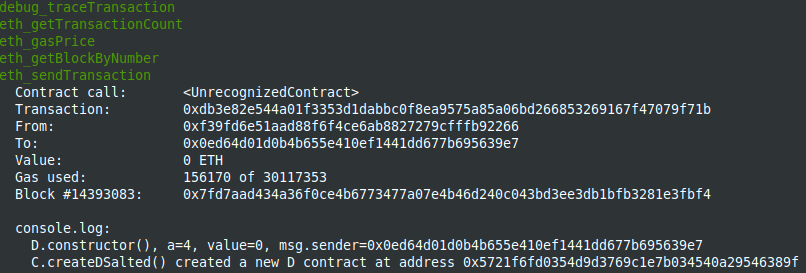 debug_traceTransaction
eth_getTransactionCount
eth_gasPrice
eth_getBlockByNumber
eth_sendTransaction
Contract call: <UnrecognizedContract>
Transaction: 0xdb3e82e544a01f3353d1dabbc0f8ea9575a85a06bd266853269167f47079f71b
From: 0xf39fd6e51aad88f6f4ce6ab8827279cfffb92266
To: 0x0ed64d01d0b4b655e410ef1441dd677b695639e7
Value: 0 ETH
Gas used: 156170 of 30117353
Block #14393083: 0x7fd7aad434a36f0ce4b6773477a07e4b46d240c043bd3ee3db1bfb3281e3fbf4
console.log:
D.constructor(), a=4, value=0, msg.sender=0x0ed64d01d0b4b655e410ef1441dd677b695639e7
C.createDSalted() created a new D contract at address 0x5721f6fd0354d9d3769c1e7b034540a29546389f